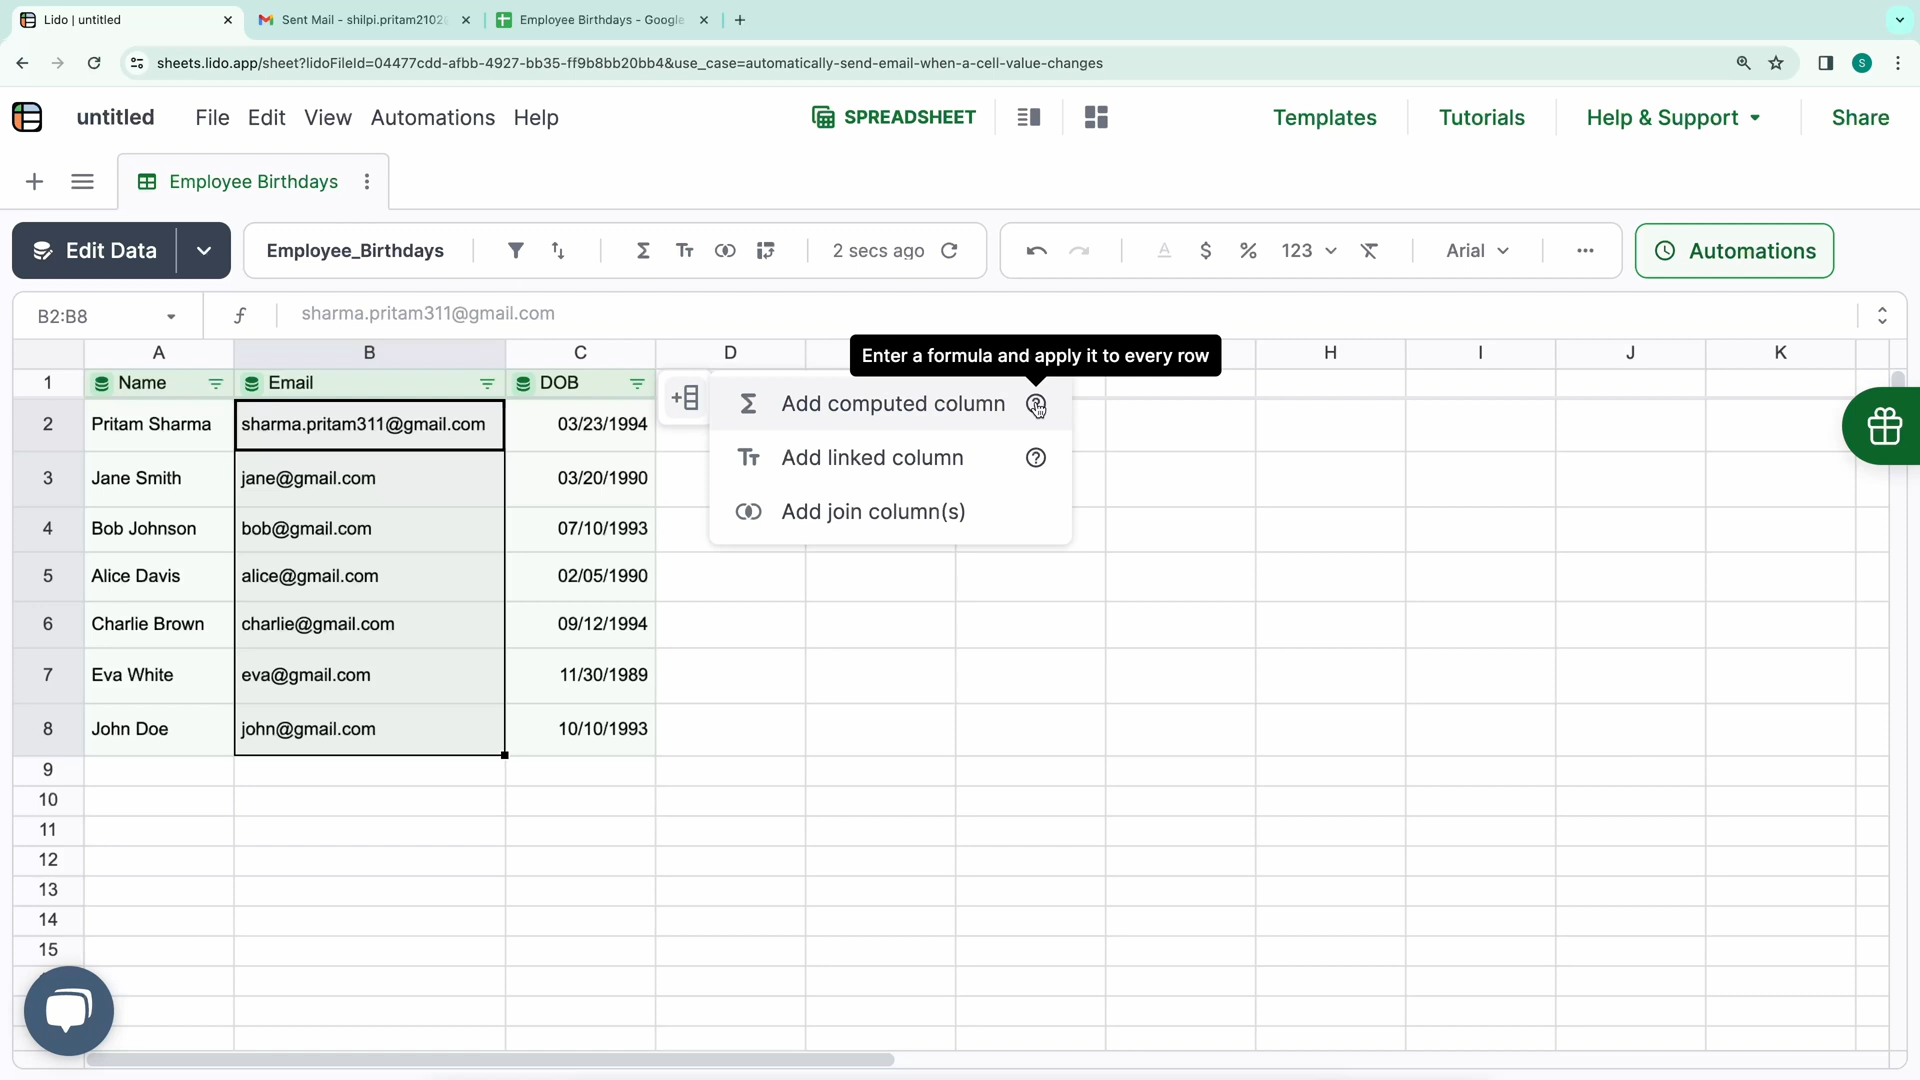 Lido | untitled
Sent Mail - shilpi.pritam2102
Employee Birthdays - Google
sheets.lido.app/sheet?lidoFileId=04477cdd-afbb-4927-bb35-ff9b8bb20bb4&use_case=automatically-send-email-when-a-cell-value-changes
S
untitled File Edit View Automations Help
SPREADSHEET
Templates Tutorials Help & Support Share
Employee Birthdays
Edit Data Employee_Birthdays 2 secs ago $ % 123 Arial Automations
B2:B8 sharma.pritam311@gmail.com
Enter a formula and apply it to every row
A B C D H I J K
1 Name Email DOB
Add computed column
2 Pritam Sharma sharma.pritam311@gmail.com 03/23/1994
Add linked column
3 Jane Smith jane@gmail.com 03/20/1990
Add join column(s)
4 Bob Johnson bob@gmail.com 07/10/1993
5 Alice Davis alice@gmail.com 02/05/1990
6 Charlie Brown charlie@gmail.com 09/12/1994
7 Eva White eva@gmail.com 11/30/1989
8 John Doe john@gmail.com 10/10/1993
9
10
11
12
13
14
15